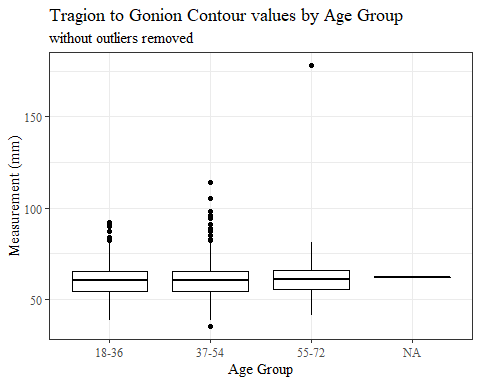 Tragion to Gonion Contour values by Age Group
without outliers removed
Measurement (mm)
150
100
50
18-36
37-54
55-72
NA
Age Group